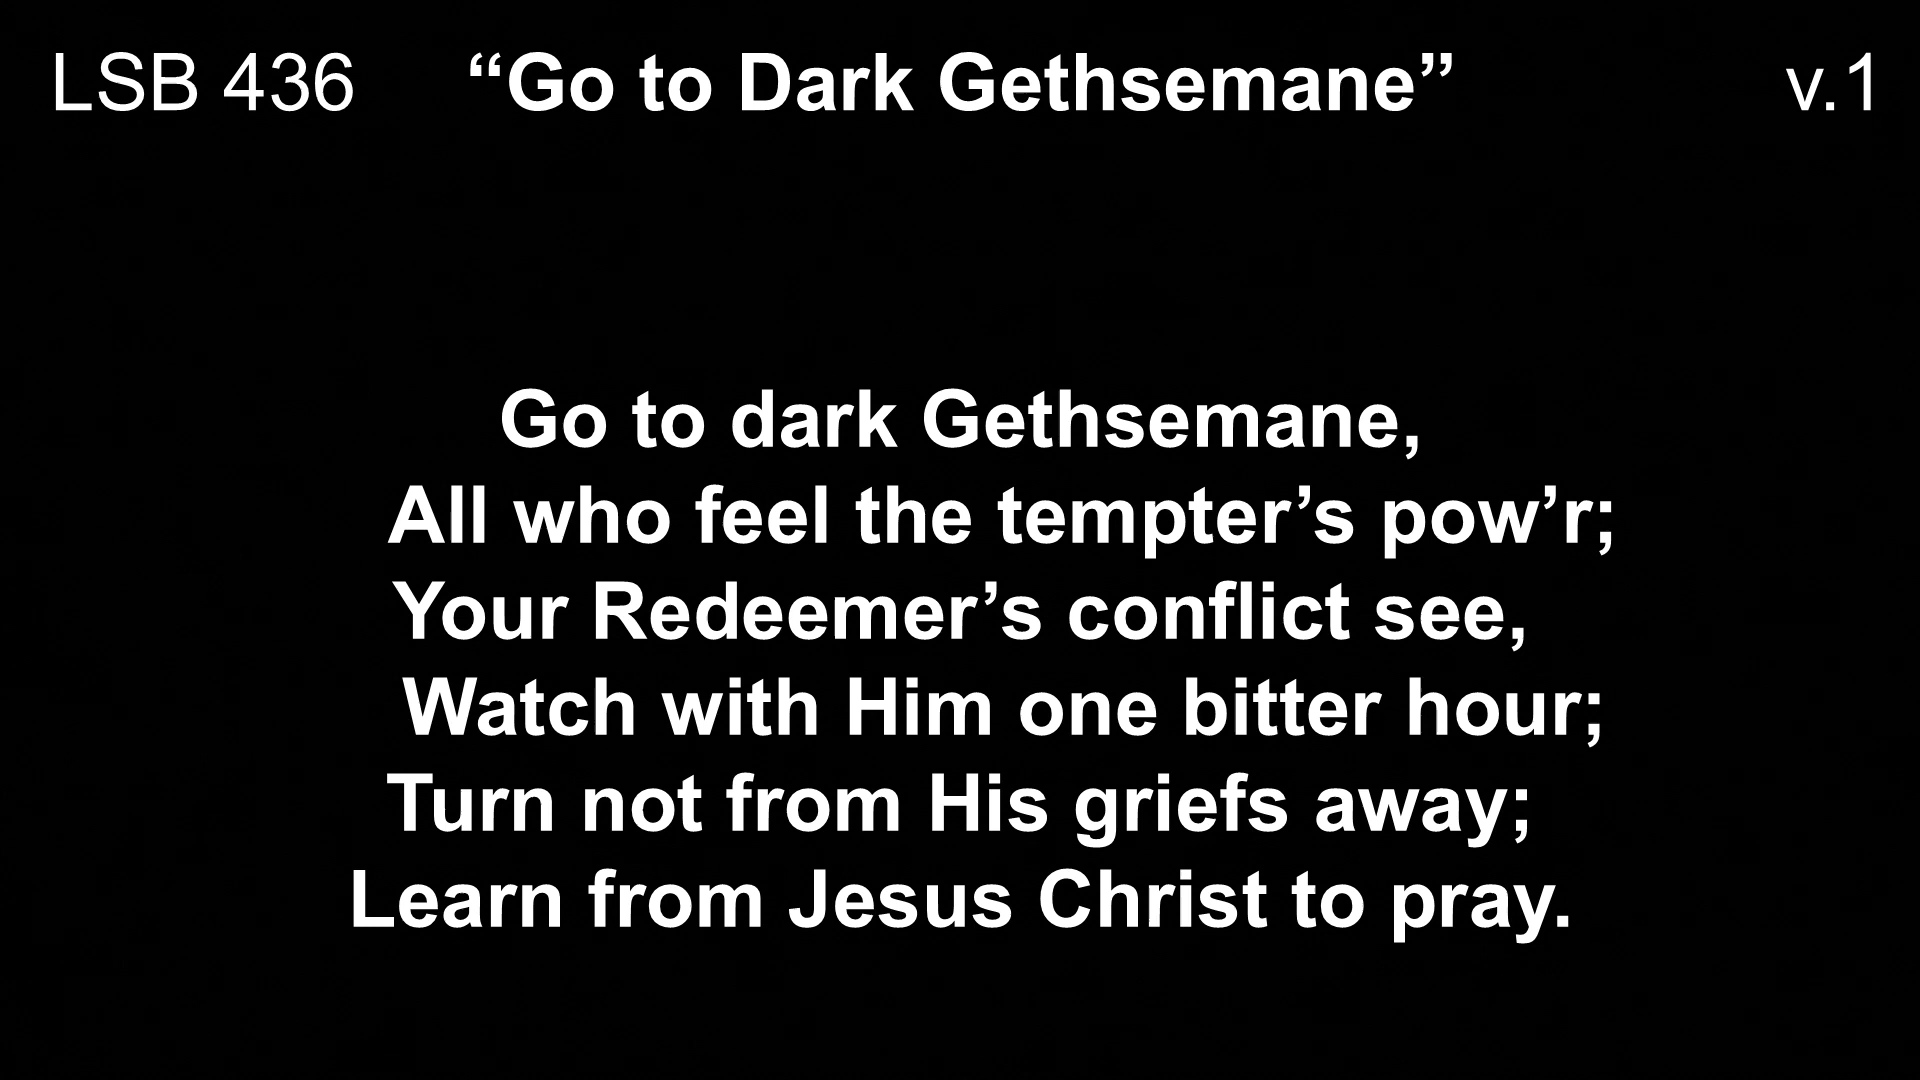 LSB 436 “Go to Dark Gethsemane” v.1
Go to dark Gethsemane,
All who feel the tempter’s pow’r;
Your Redeemer’s conflict see,
Watch with Him one bitter hour;
Turn not from His griefs away;
Learn from Jesus Christ to pray.